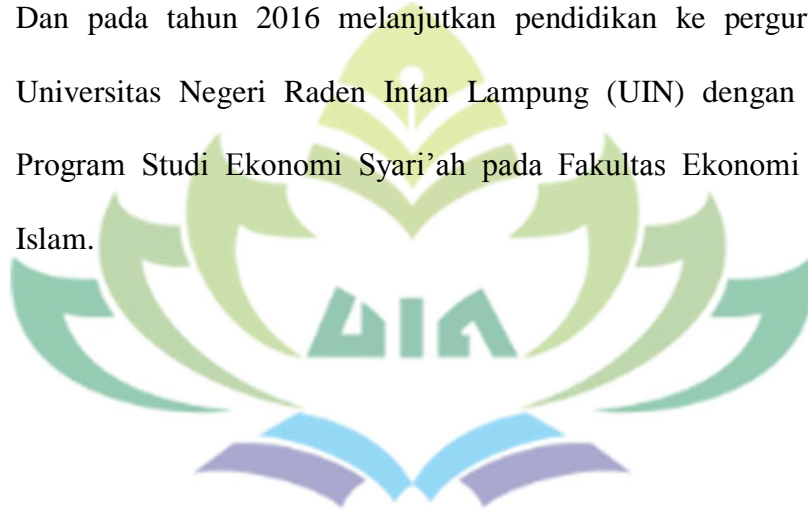 Dan pada tahun 2016 melanjutkan pendidikan ke pergur
Universitas Negeri Raden Intan Lampung (UIN) dengan
Program Studi Ekonomi Syari’ah pada Fakultas Ekonomi
Islam.
UIN